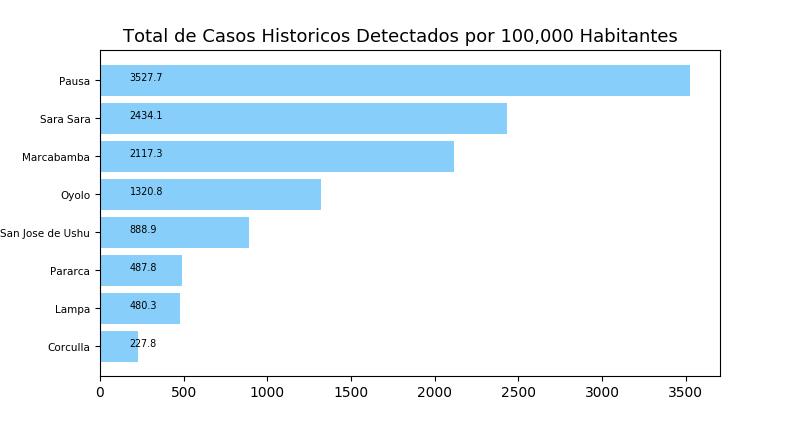 Total de Casos Historicos Detectados por 100,000 Habitantes
Pausa 3527.7
Sara Sara 2434.1
Marcabamba 2117.3
Oyolo 1320.8
San Jose de Ushu 888.9
Pararca 487.8
Lampa 480.3
Corculla 227.8
0 500 1000 1500 2000 2500 3000 3500